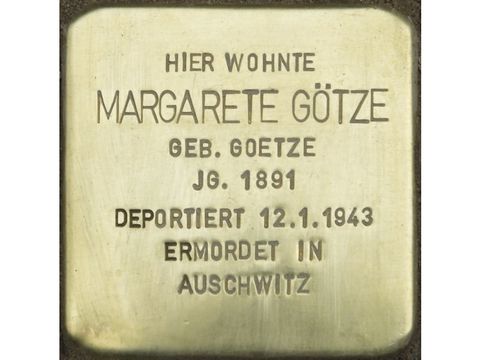 HIER WOHNTE
MARGARETE GÖTZE
GEB. GOETZE
JG. 1891
DEPORTIERT 12.1.1943
ERMORDET IN
AUSCHWITZ